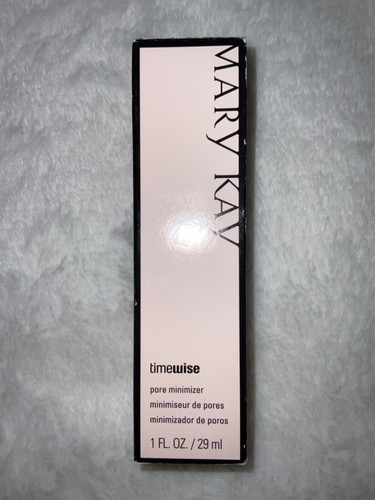 MARY KAY
timewise
pore minimizer
minimiseur de pores
minimizador de poros
1 FL. OZ. / 29 ml